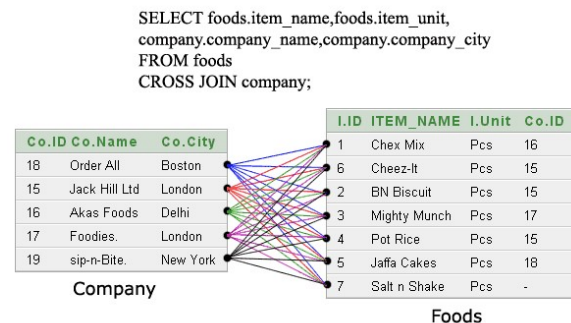 SELECT foods.item_name,foods.item_unit,
company.company_name,company.company_city
FROM foods
CROSS JOIN company;
Co.ID Co.Name Co.City
18 Order All Boston
15 Jack Hill Ltd London
16 Akas Foods Delhi
17 Foodies. London
19 sip-n-Bite. New York
Company
I.ID ITEM_NAME I.Unit Co.ID
1 Chex Mix Pcs 16
6 Cheez-It Pcs 15
2 BN Biscuit Pcs 15
3 Mighty Munch Pcs 17
4 Pot Rice Pcs 15
5 Jaffa Cakes Pcs 18
7 Salt n Shake Pcs -
Foods